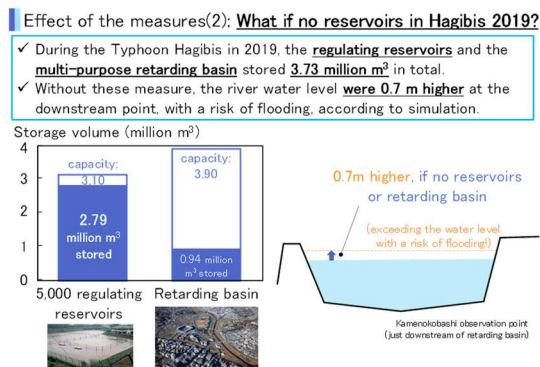 Effect of the measures(2): What if no reservoirs in Hagibis 2019?
✓ During the Typhoon Hagibis in 2019, the regulating reservoirs and the
multi-purpose retarding basin stored 3.73 million m³ in total.
✓ Without these measure, the river water level were 0.7 m higher at the
downstream point, with a risk of flooding, according to simulation.
Storage volume (million m³)
4
3
2
1
0
capacity:
3.10
2.79
million m³
stored
capacity:
3.90
0.94 million
m³ stored
5,000 regulating
reservoirs
Retarding basin
0.7m higher, if no reservoirs
or retarding basin
(exceeding the water level
with a risk of flooding!)
Kamenokobashi observation point
(just downstream of retarding basin)